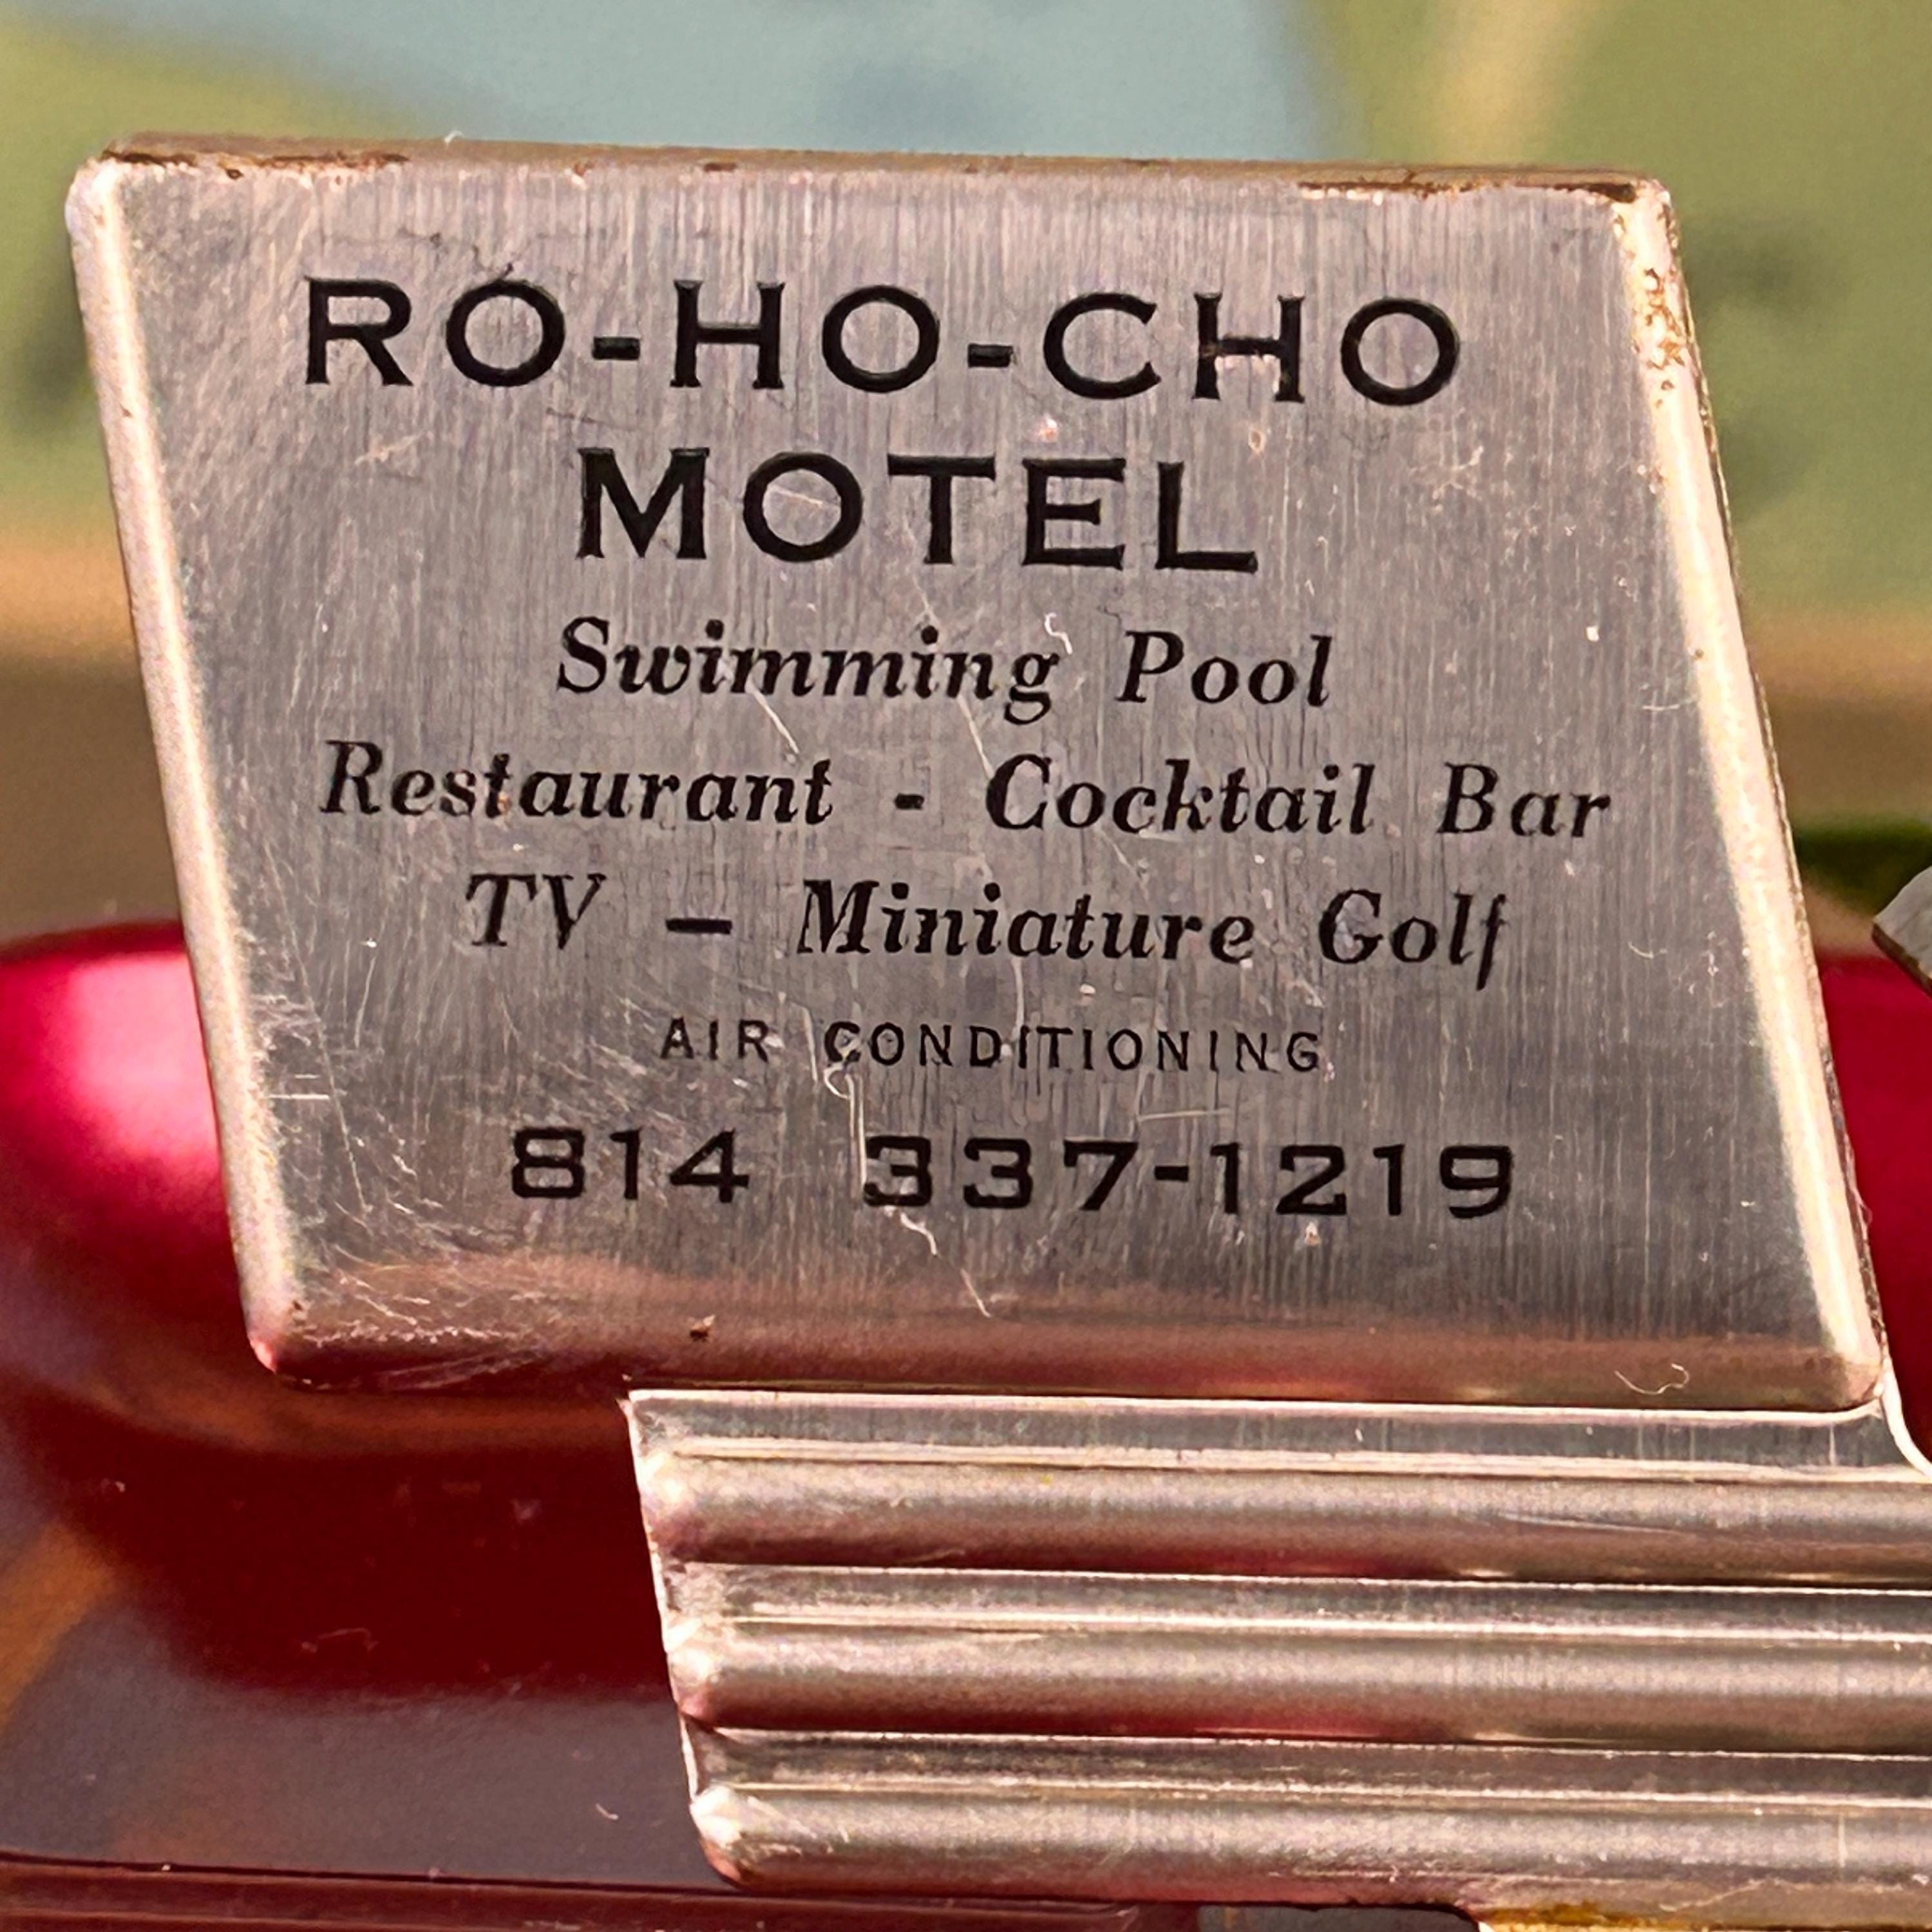 RO-HO-CHO
MOTEL
Swimming Pool
Restaurant - Cocktail Bar
TV – Miniature Golf
AIR CONDITIONING
814 337-1219